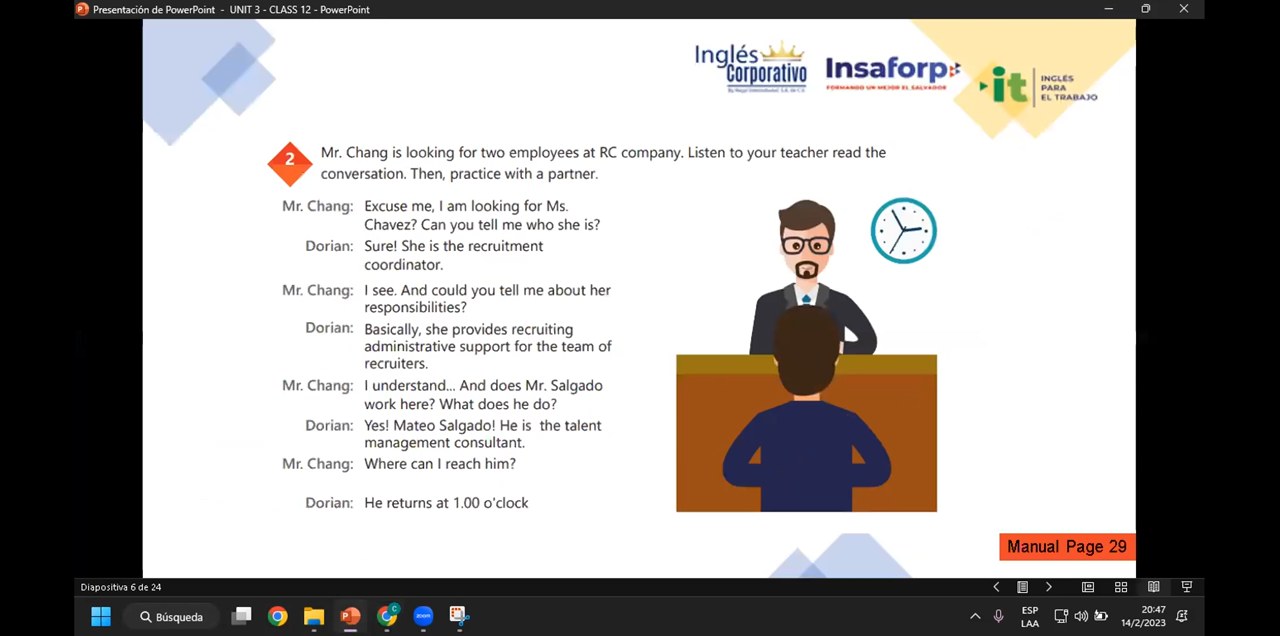 Presentación de PowerPoint - UNIT 3 - CLASS 12 - PowerPoint
Inglés
Corporativo
Insaforp
FORMANDO UN MEJOR EL SALVADOR
it
INGLÉS
PARA
EL TRABAJO
2
Mr. Chang is looking for two employees at RC company. Listen to your teacher read the
conversation. Then, practice with a partner.
Mr. Chang: Excuse me, I am looking for Ms.
Chavez? Can you tell me who she is?
Dorian: Sure! She is the recruitment
coordinator.
Mr. Chang: I see. And could you tell me about her
responsibilities?
Dorian: Basically, she provides recruiting
administrative support for the team of
recruiters.
Mr. Chang: I understand... And does Mr. Salgado
work here? What does he do?
Dorian: Yes! Mateo Salgado! He is the talent
management consultant.
Mr. Chang: Where can I reach him?
Dorian: He returns at 1.00 o'clock
Manual Page 29
Diapositiva 6 de 24
Búsqueda
C
zoom
ESP
LAA
20:47
14/2/2023